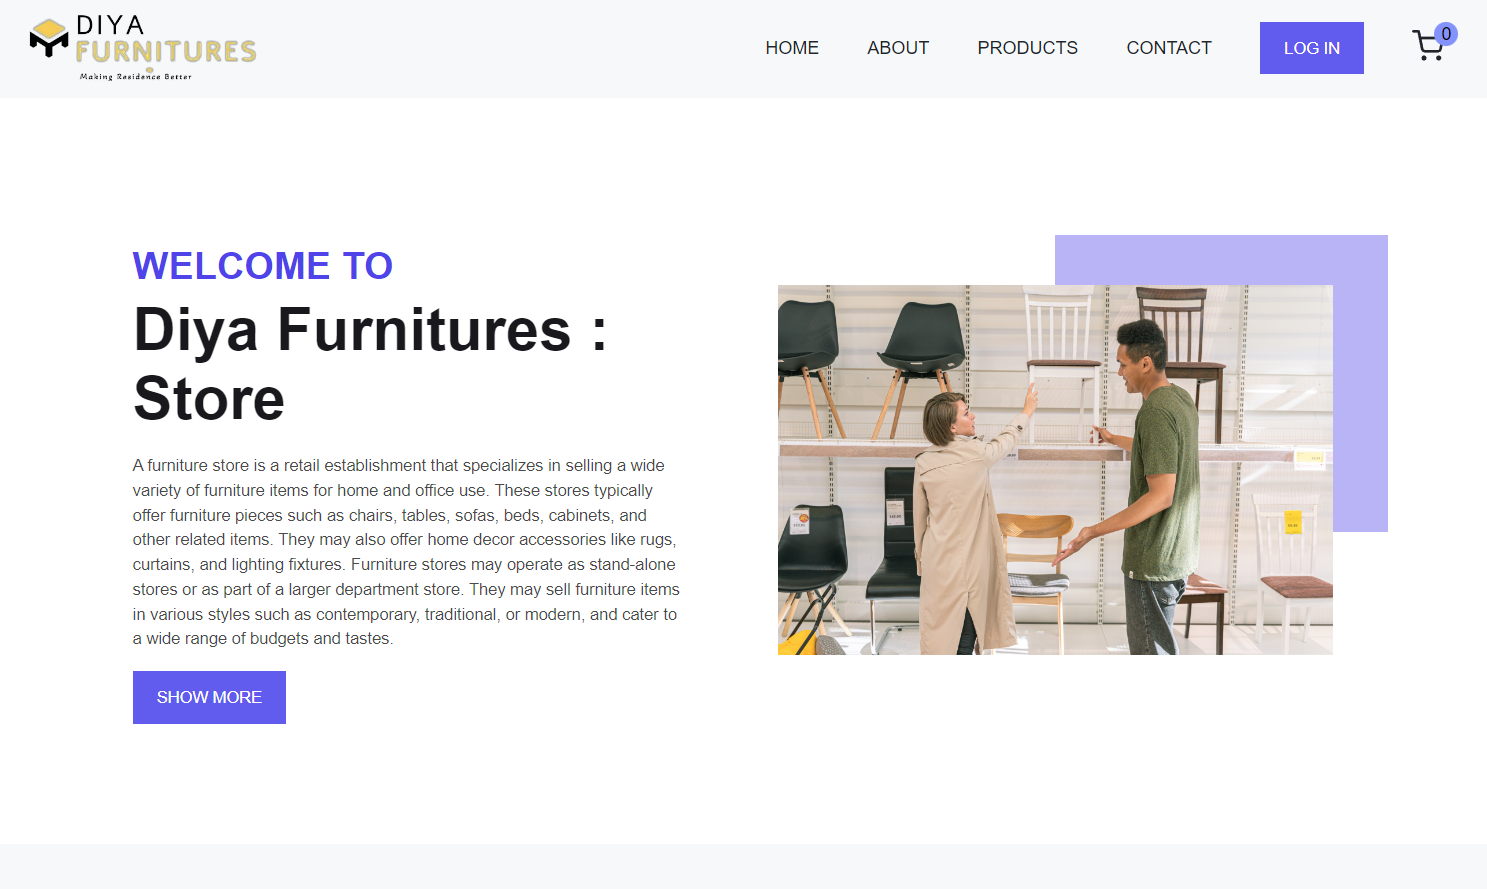 DIYA
FURNITURES
Making Residence Better
HOME
ABOUT
PRODUCTS
CONTACT
LOG IN
0
WELCOME TO
Diya Furnitures :
Store
A furniture store is a retail establishment that specializes in selling a wide
variety of furniture items for home and office use. These stores typically
offer furniture pieces such as chairs, tables, sofas, beds, cabinets, and
other related items. They may also offer home decor accessories like rugs,
curtains, and lighting fixtures. Furniture stores may operate as stand-alone
stores or as part of a larger department store. They may sell furniture items
in various styles such as contemporary, traditional, or modern, and cater to
a wide range of budgets and tastes.
SHOW MORE